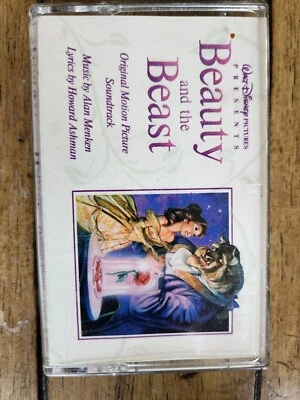 WALT DISNEY PICTURES
PRESENTS
Beauty
and the
Beast
Original Motion Picture
Soundtrack
Music by Alan Menken
Lyrics by Howard Ashman